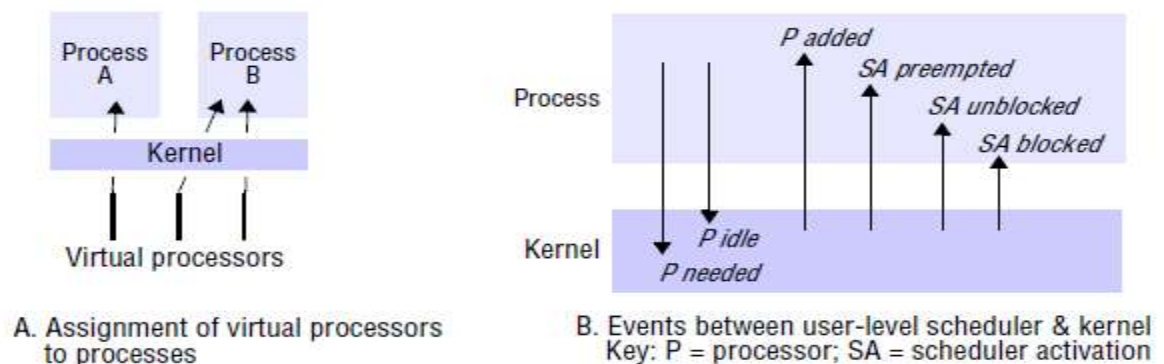 Process
A
Process
B
Kernel
Virtual processors
A. Assignment of virtual processors
to processes
Process
P added
SA preempted
SA unblocked
SA blocked
Kernel
P idle
P needed
B. Events between user-level scheduler & kernel
Key: P = processor; SA = scheduler activation